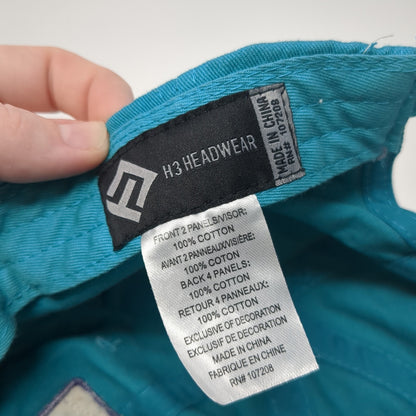 H3 HEADWEAR
MADE IN CHINA
RN# 107208
FRONT 2 PANELS/VISOR:
100% COTTON
AVANT 2 PANNEAUX/VISIÈRE:
100% COTTON
BACK 4 PANELS:
100% COTTON
RETOUR 4 PANNEAUX:
100% COTTON
EXCLUSIVE OF DECORATION
EXCLUSIF DE DECORATION
MADE IN CHINA
FABRIQUÉ EN CHINE
RN# 107208